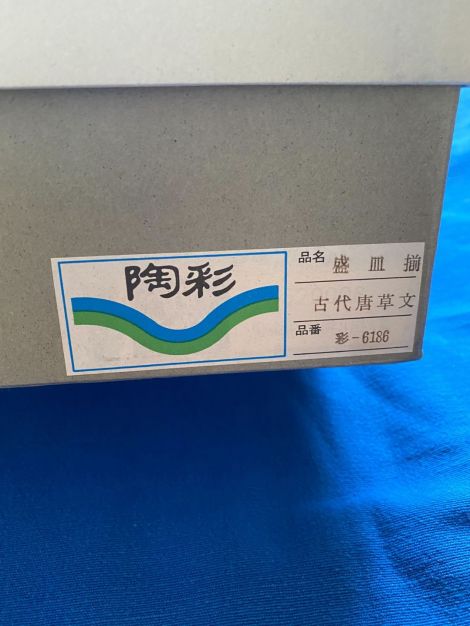 陶彩
品名 盛皿揃
古代唐草文
品番 彩-6186